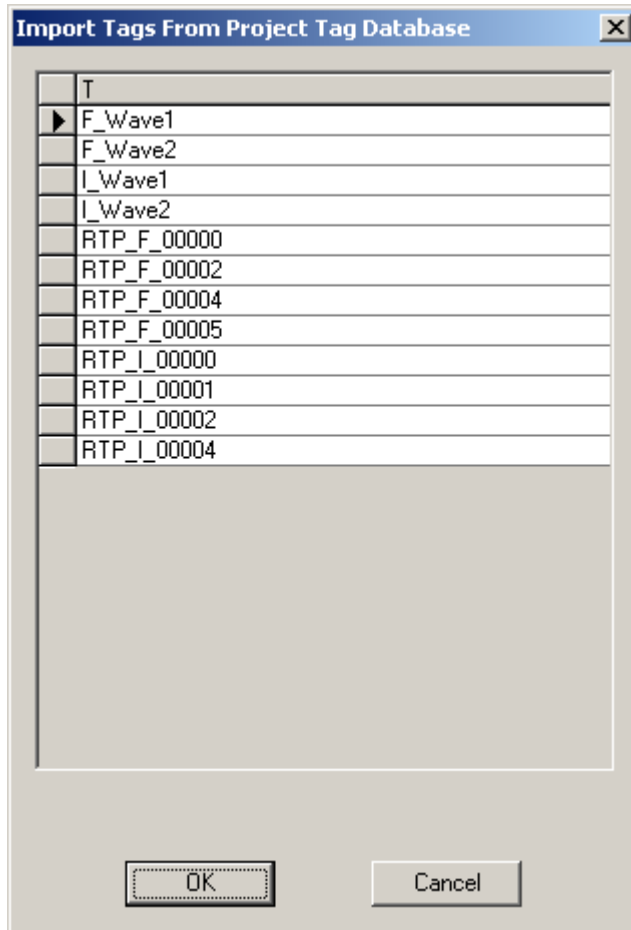 Import Tags From Project Tag Database
T
F_Wave1
F_Wave2
I_Wave1
I_Wave2
RTP_F_00000
RTP_F_00002
RTP_F_00004
RTP_F_00005
RTP_I_00000
RTP_I_00001
RTP_I_00002
RTP_I_00004
OK Cancel